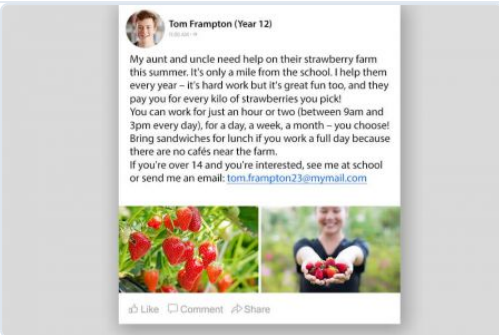 Tom Frampton (Year 12)
My aunt and uncle need help on their strawberry farm
this summer. It's only a mile from the school. I help them
every year – it's hard work but it's great fun too, and they
pay you for every kilo of strawberries you pick!
You can work for just an hour or two (between 9am and
3pm every day), for a day, a week, a month – you choose!
Bring sandwiches for lunch if you work a full day because
there are no cafés near the farm.
If you're over 14 and you're interested, see me at school
or send me an email: tom.frampton23@mymail.com
Like Comment Share